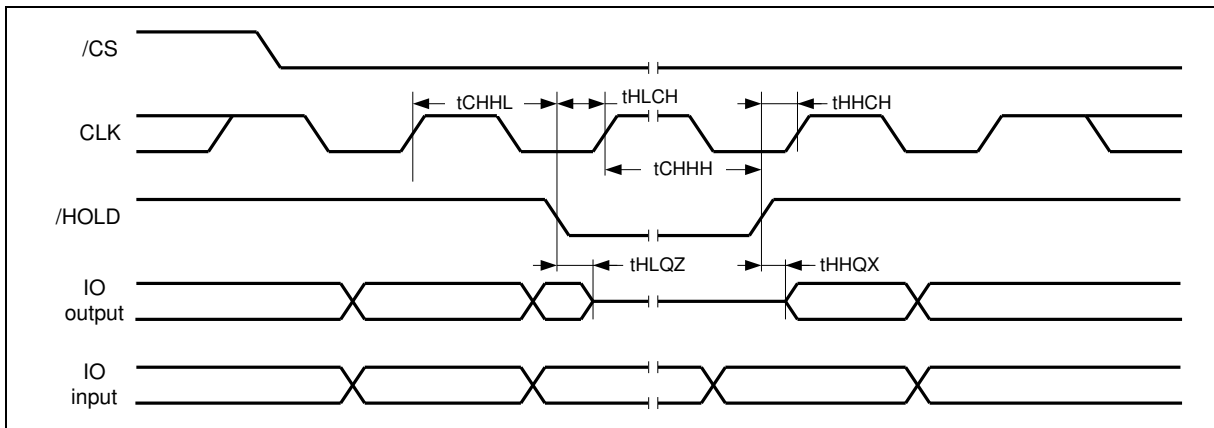 /CS
tCHHL
tHLCH
tHHCH
CLK
tCHHH
/HOLD
tHLQZ
tHHQX
IO
output
IO
input